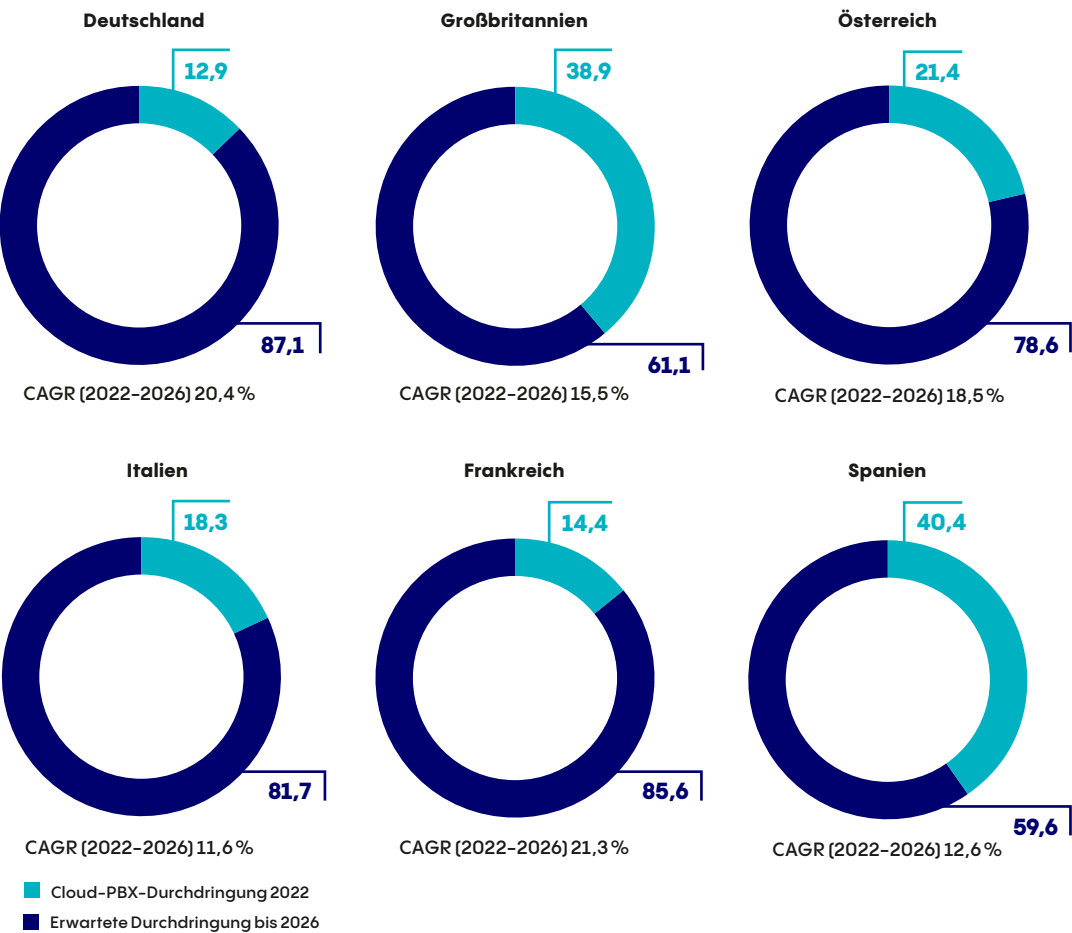 Deutschland
12,9
87,1
CAGR (2022–2026) 20,4 %
Großbritannien
38,9
61,1
CAGR (2022–2026) 15,5 %
Österreich
21,4
78,6
CAGR (2022–2026) 18,5 %
Italien
18,3
81,7
CAGR (2022–2026) 11,6 %
Frankreich
14,4
85,6
CAGR (2022–2026) 21,3 %
Spanien
40,4
59,6
CAGR (2022–2026) 12,6 %
Cloud-PBX-Durchdringung 2022
Erwartete Durchdringung bis 2026